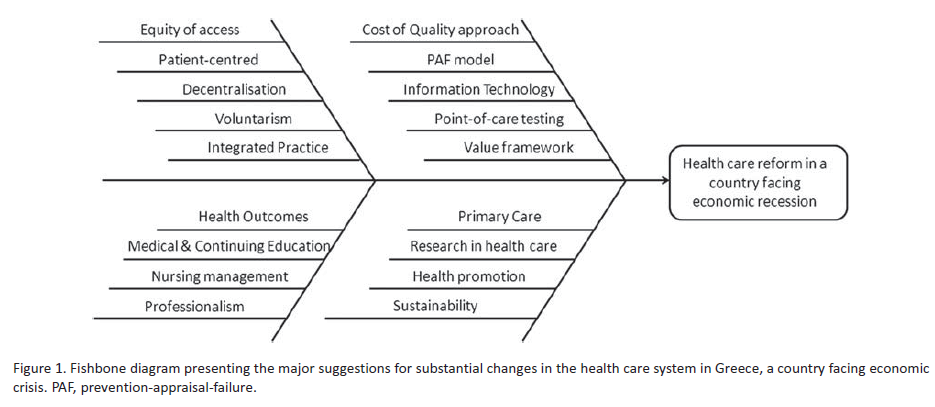 Equity of access
Patient-centred
Decentralisation
Voluntarism
Integrated Practice
Cost of Quality approach
PAF model
Information Technology
Point-of-care testing
Value framework
Health care reform in a
country facing
economic recession
Health Outcomes
Medical & Continuing Education
Nursing management
Professionalism
Primary Care
Research in health care
Health promotion
Sustainability
Figure 1. Fishbone diagram presenting the major suggestions for substantial changes in the health care system in Greece, a country facing economic
crisis. PAF, prevention-appraisal-failure.